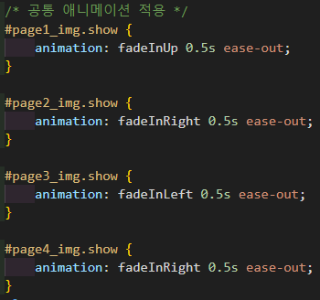 /* 공통 애니메이션 적용 */
#page1_img.show {
    animation: fadeInUp 0.5s ease-out;
}

#page2_img.show {
    animation: fadeInRight 0.5s ease-out;
}

#page3_img.show {
    animation: fadeInLeft 0.5s ease-out;
}

#page4_img.show {
    animation: fadeInRight 0.5s ease-out;
}